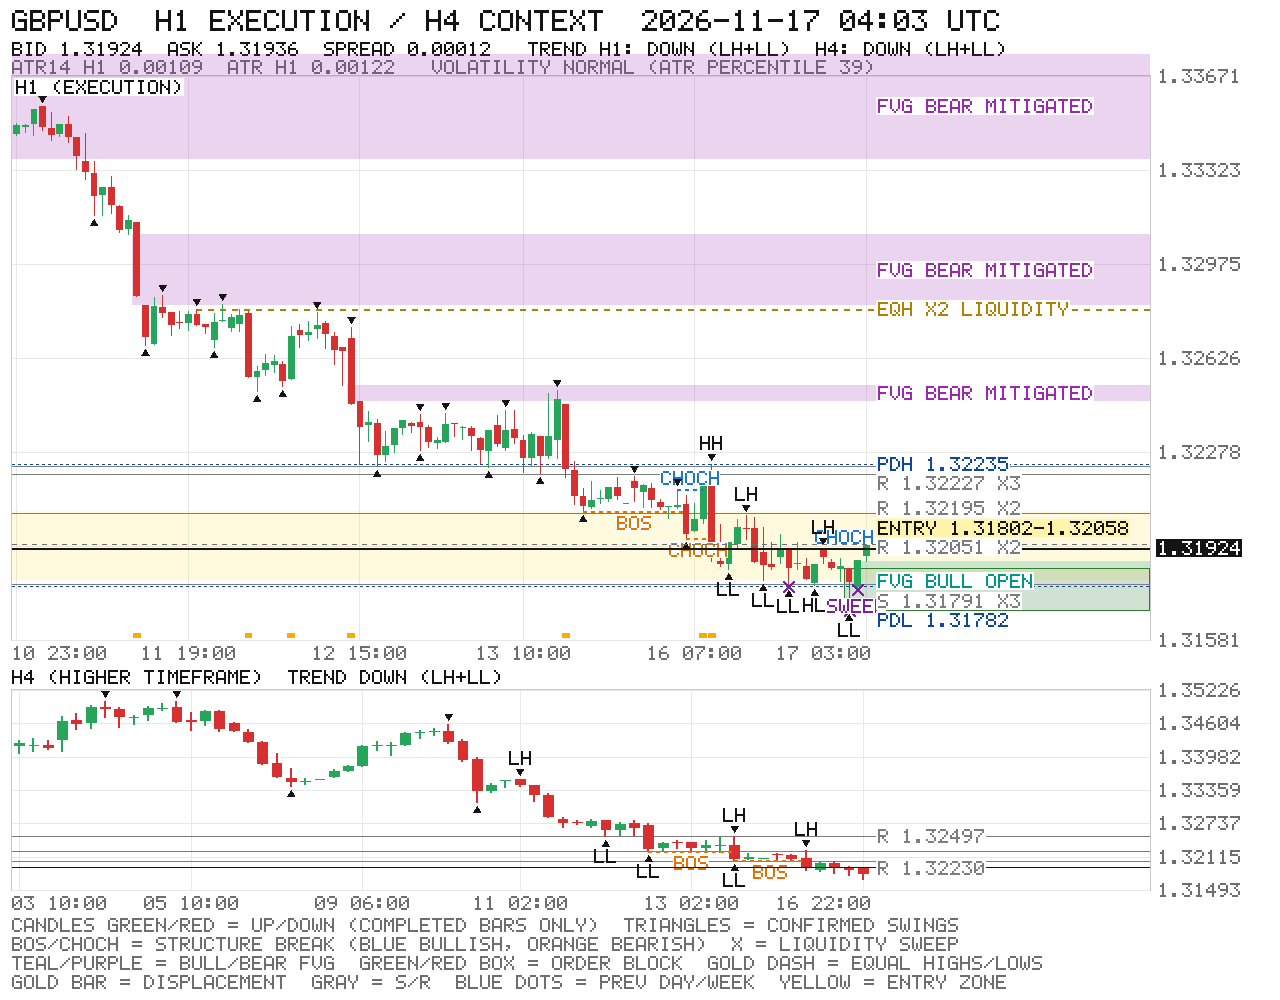 GBPUSD  H1 EXECUTION / H4 CONTEXT  2026-11-17 04:03 UTC
BID 1.31924  ASK 1.31936  SPREAD 0.00012  TREND H1: DOWN (LH+LL)  H4: DOWN (LH+LL)
ATR14 H1 0.00109  ATR H1 0.00122  VOLATILITY NORMAL (ATR PERCENTILE 39)
H1 (EXECUTION)
1.33671
FVG BEAR MITIGATED
1.33323
1.32975
FVG BEAR MITIGATED
EQH X2 LIQUIDITY
1.32626
FVG BEAR MITIGATED
HH
1.32278
PDH 1.32235
CHOCH
R 1.32227 X3
LH
R 1.32195 X2
BOS
LH
ENTRY 1.31802-1.32058
CHOCH
CHOCH
R 1.32051 X2
1.31924
FVG BULL OPEN
LL
LL
LL
HL
SWEEP
S 1.31791 X3
PDL 1.31782
LL
1.31581
10 23:00  11 19:00  12 15:00  13 10:00  16 07:00  17 03:00
H4 (HIGHER TIMEFRAME)  TREND DOWN (LH+LL)
1.35226
1.34604
LH
1.33982
1.33359
LH
1.32737
LH
R 1.32497
LL
BOS
1.32115
LL
BOS
R 1.32230
LL
1.31493
03 10:00  05 10:00  09 06:00  11 02:00  13 02:00  16 22:00
CANDLES GREEN/RED = UP/DOWN (COMPLETED BARS ONLY)  TRIANGLES = CONFIRMED SWINGS
BOS/CHOCH = STRUCTURE BREAK (BLUE BULLISH, ORANGE BEARISH)  X = LIQUIDITY SWEEP
TEAL/PURPLE = BULL/BEAR FVG  GREEN/RED BOX = ORDER BLOCK  GOLD DASH = EQUAL HIGHS/LOWS
GOLD BAR = DISPLACEMENT  GRAY = S/R  BLUE DOTS = PREV DAY/WEEK  YELLOW = ENTRY ZONE